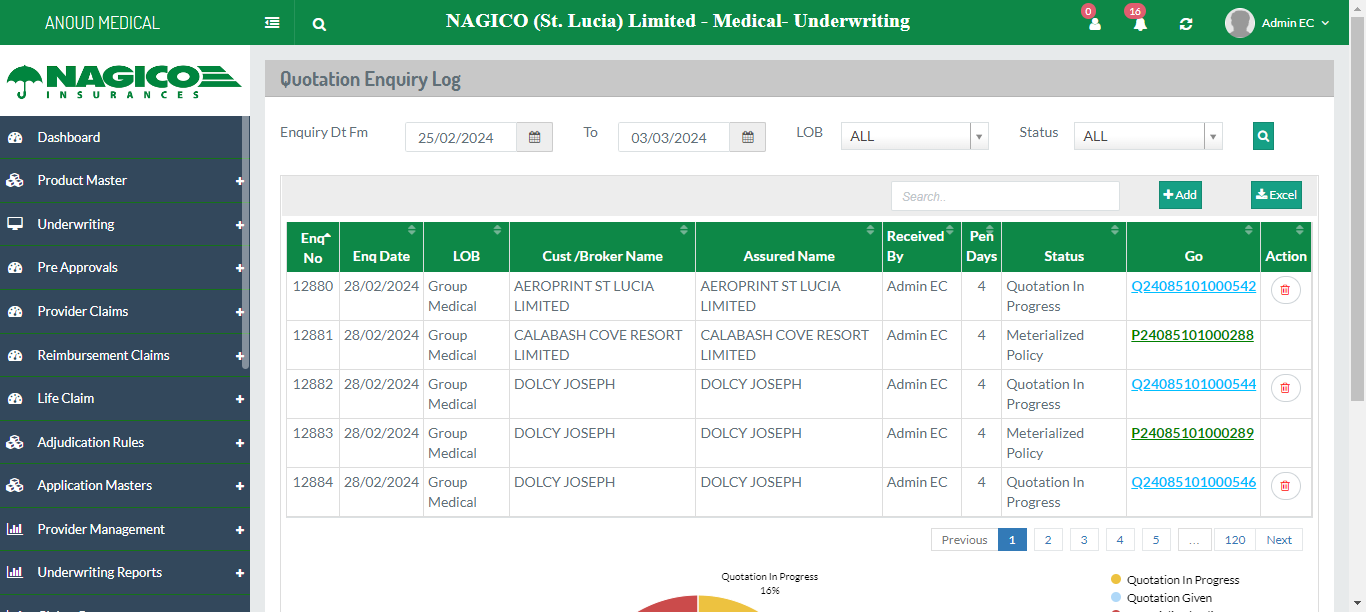 ANOUD MEDICAL
NAGICO (St. Lucia) Limited - Medical- Underwriting
0
16
Admin EC
NAGICO
INSURANCES
Dashboard
Product Master +
Underwriting +
Pre Approvals +
Provider Claims +
Reimbursement Claims +
Life Claim +
Adjudication Rules +
Application Masters +
Provider Management +
Underwriting Reports +
Quotation Enquiry Log
Enquiry Dt Fm 25/02/2024 To 03/03/2024 LOB ALL Status ALL
Search.. +Add Excel
Enq No Enq Date LOB Cust /Broker Name Assured Name Received By Pen Days Status Go Action
12880 28/02/2024 Group AEROPRINT ST LUCIA AEROPRINT ST LUCIA Admin EC 4 Quotation In Q24085101000542
Medical LIMITED LIMITED Progress
12881 28/02/2024 Group CALABASH COVE RESORT CALABASH COVE RESORT Admin EC 4 Meterialized P24085101000288
Medical LIMITED LIMITED Policy
12882 28/02/2024 Group DOLCY JOSEPH DOLCY JOSEPH Admin EC 4 Quotation In Q24085101000544
Medical Progress
12883 28/02/2024 Group DOLCY JOSEPH DOLCY JOSEPH Admin EC 4 Meterialized P24085101000289
Medical Policy
12884 28/02/2024 Group DOLCY JOSEPH DOLCY JOSEPH Admin EC 4 Quotation In Q24085101000546
Medical Progress
Previous 1 2 3 4 5 ... 120 Next
Quotation In Progress
16%
Quotation In Progress
Quotation Given